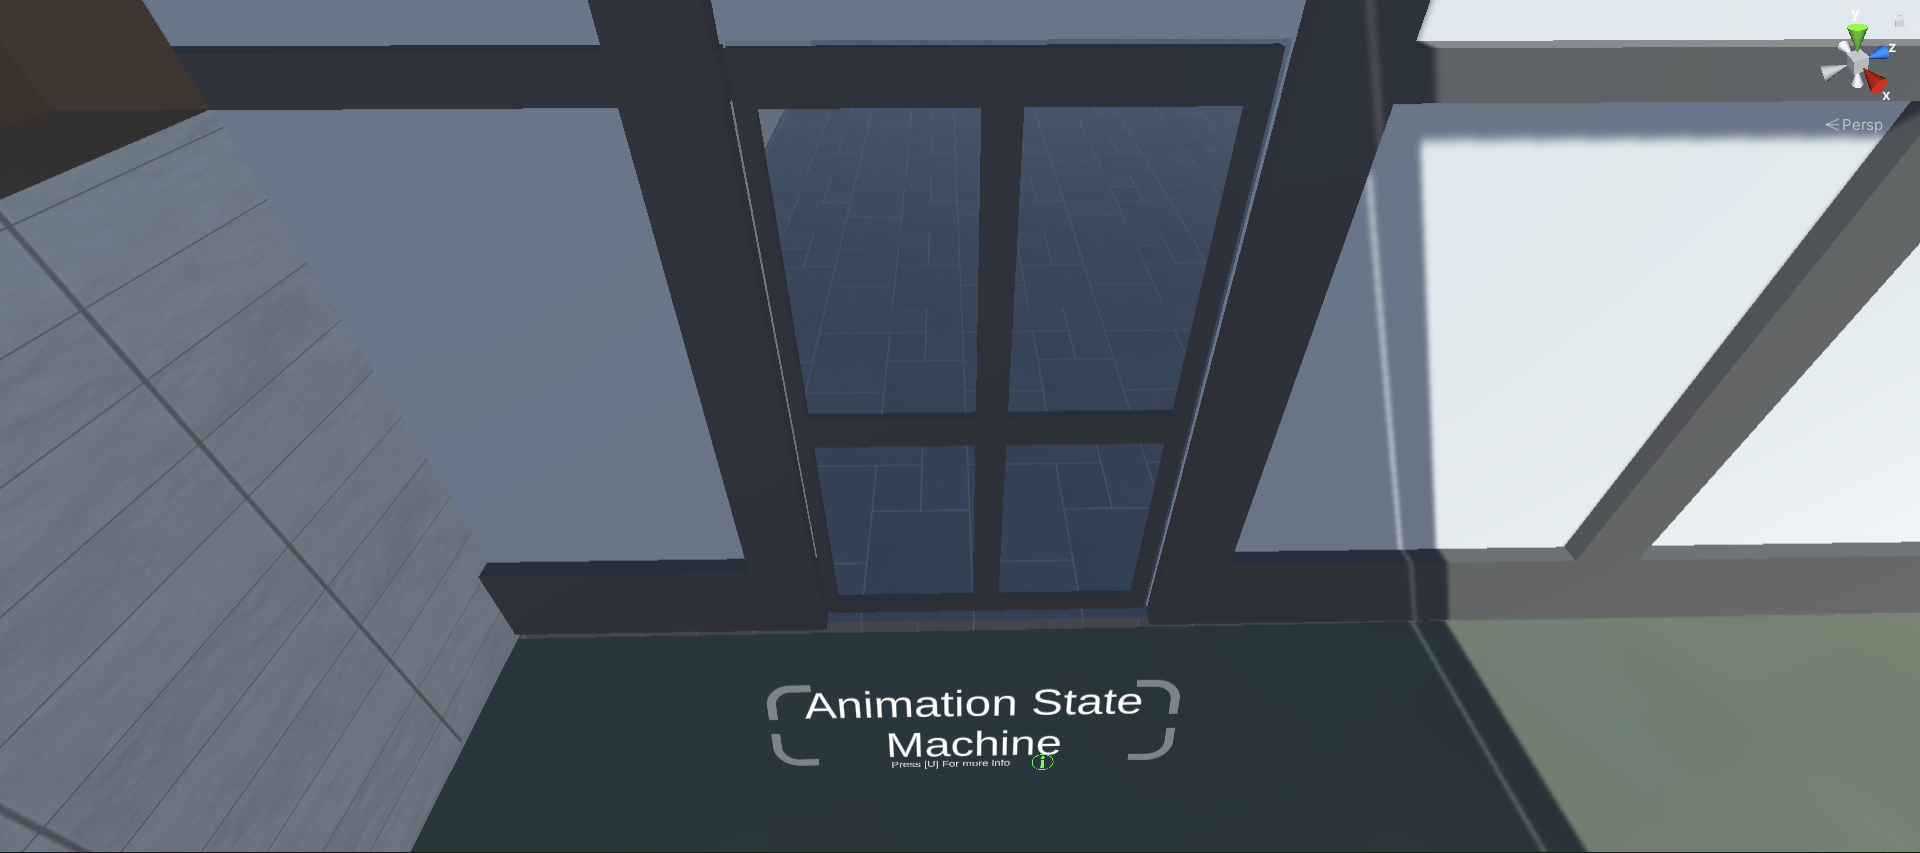 y
z
x
Persp
Animation State
Machine
Press [U] For more Info
i